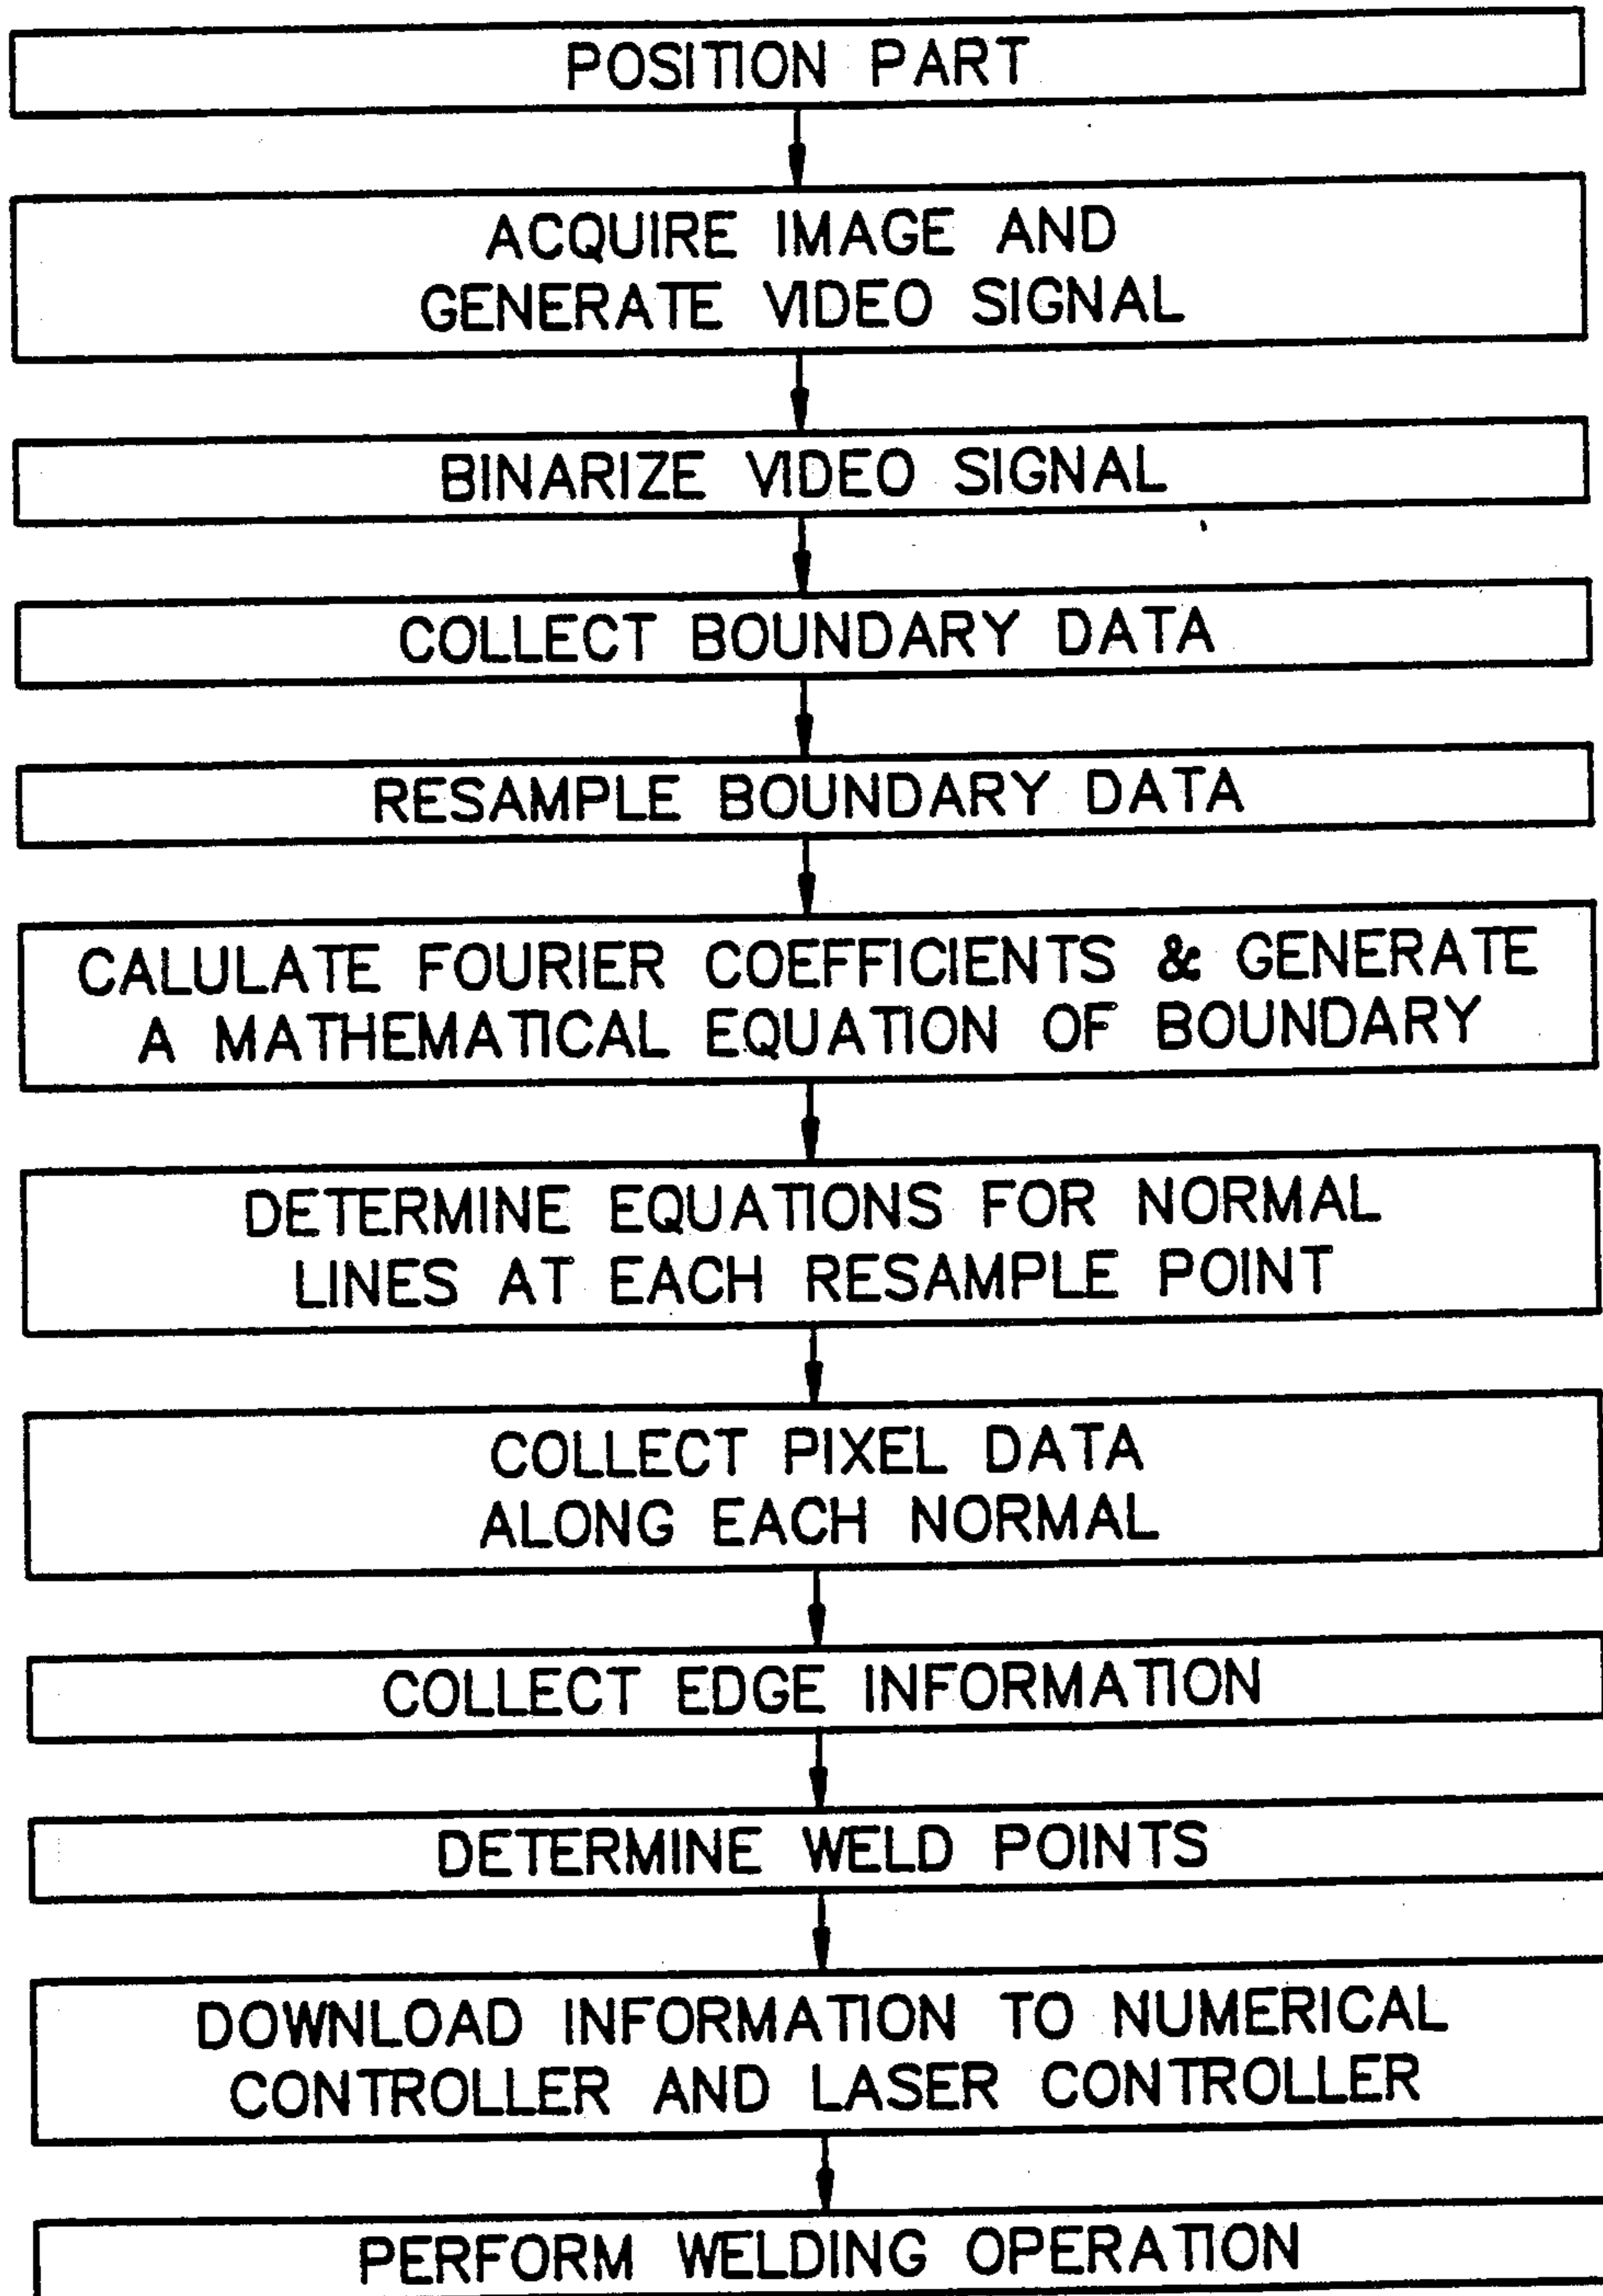 POSITION PART
ACQUIRE IMAGE AND
GENERATE VIDEO SIGNAL
BINARIZE VIDEO SIGNAL
COLLECT BOUNDARY DATA
RESAMPLE BOUNDARY DATA
CALULATE FOURIER COEFFICIENTS & GENERATE
A MATHEMATICAL EQUATION OF BOUNDARY
DETERMINE EQUATIONS FOR NORMAL
LINES AT EACH RESAMPLE POINT
COLLECT PIXEL DATA
ALONG EACH NORMAL
COLLECT EDGE INFORMATION
DETERMINE WELD POINTS
DOWNLOAD INFORMATION TO NUMERICAL
CONTROLLER AND LASER CONTROLLER
PERFORM WELDING OPERATION